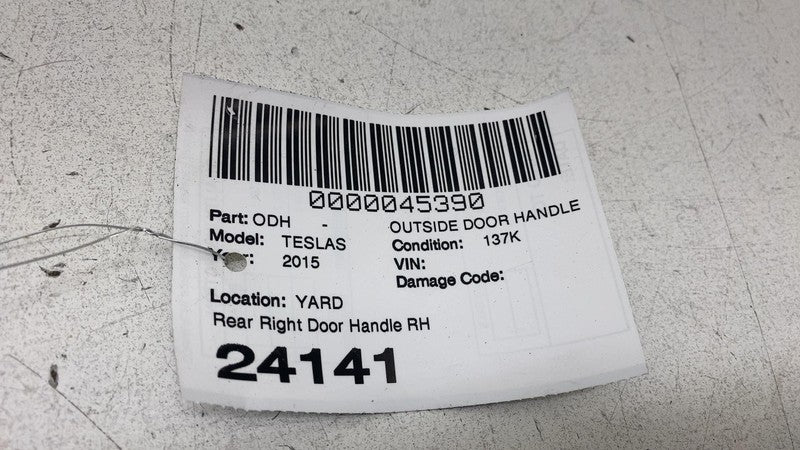 0000045390
Part: ODH - OUTSIDE DOOR HANDLE
Model: TESLAS Condition: 137K
Year: 2015 VIN:
Damage Code:
Location: YARD
Rear Right Door Handle RH
24141